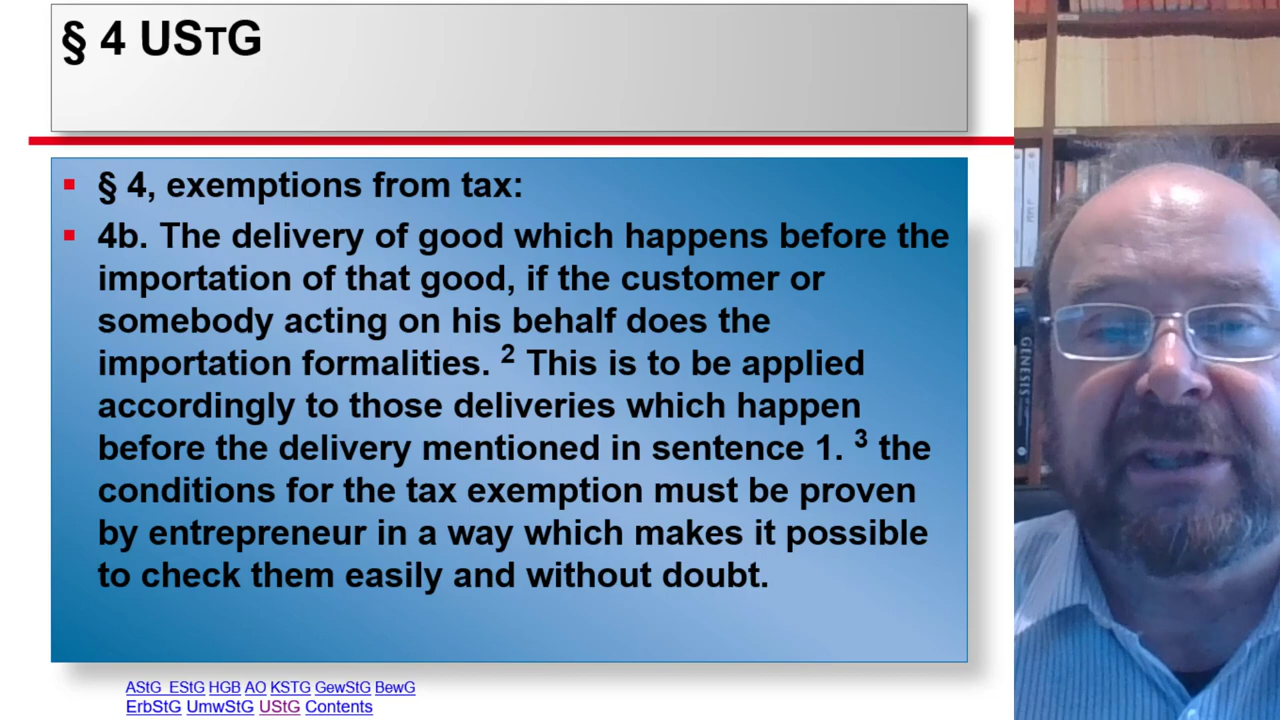 § 4 USTG
§ 4, exemptions from tax:
4b. The delivery of good which happens before the
importation of that good, if the customer or
somebody acting on his behalf does the
importation formalities. ² This is to be applied
accordingly to those deliveries which happen
before the delivery mentioned in sentence 1. ³ the
conditions for the tax exemption must be proven
by entrepreneur in a way which makes it possible
to check them easily and without doubt.
AStG EStG HGB AO KSTG GewStG BewG
ErbStG UmwStG UStG Contents
GENESIS